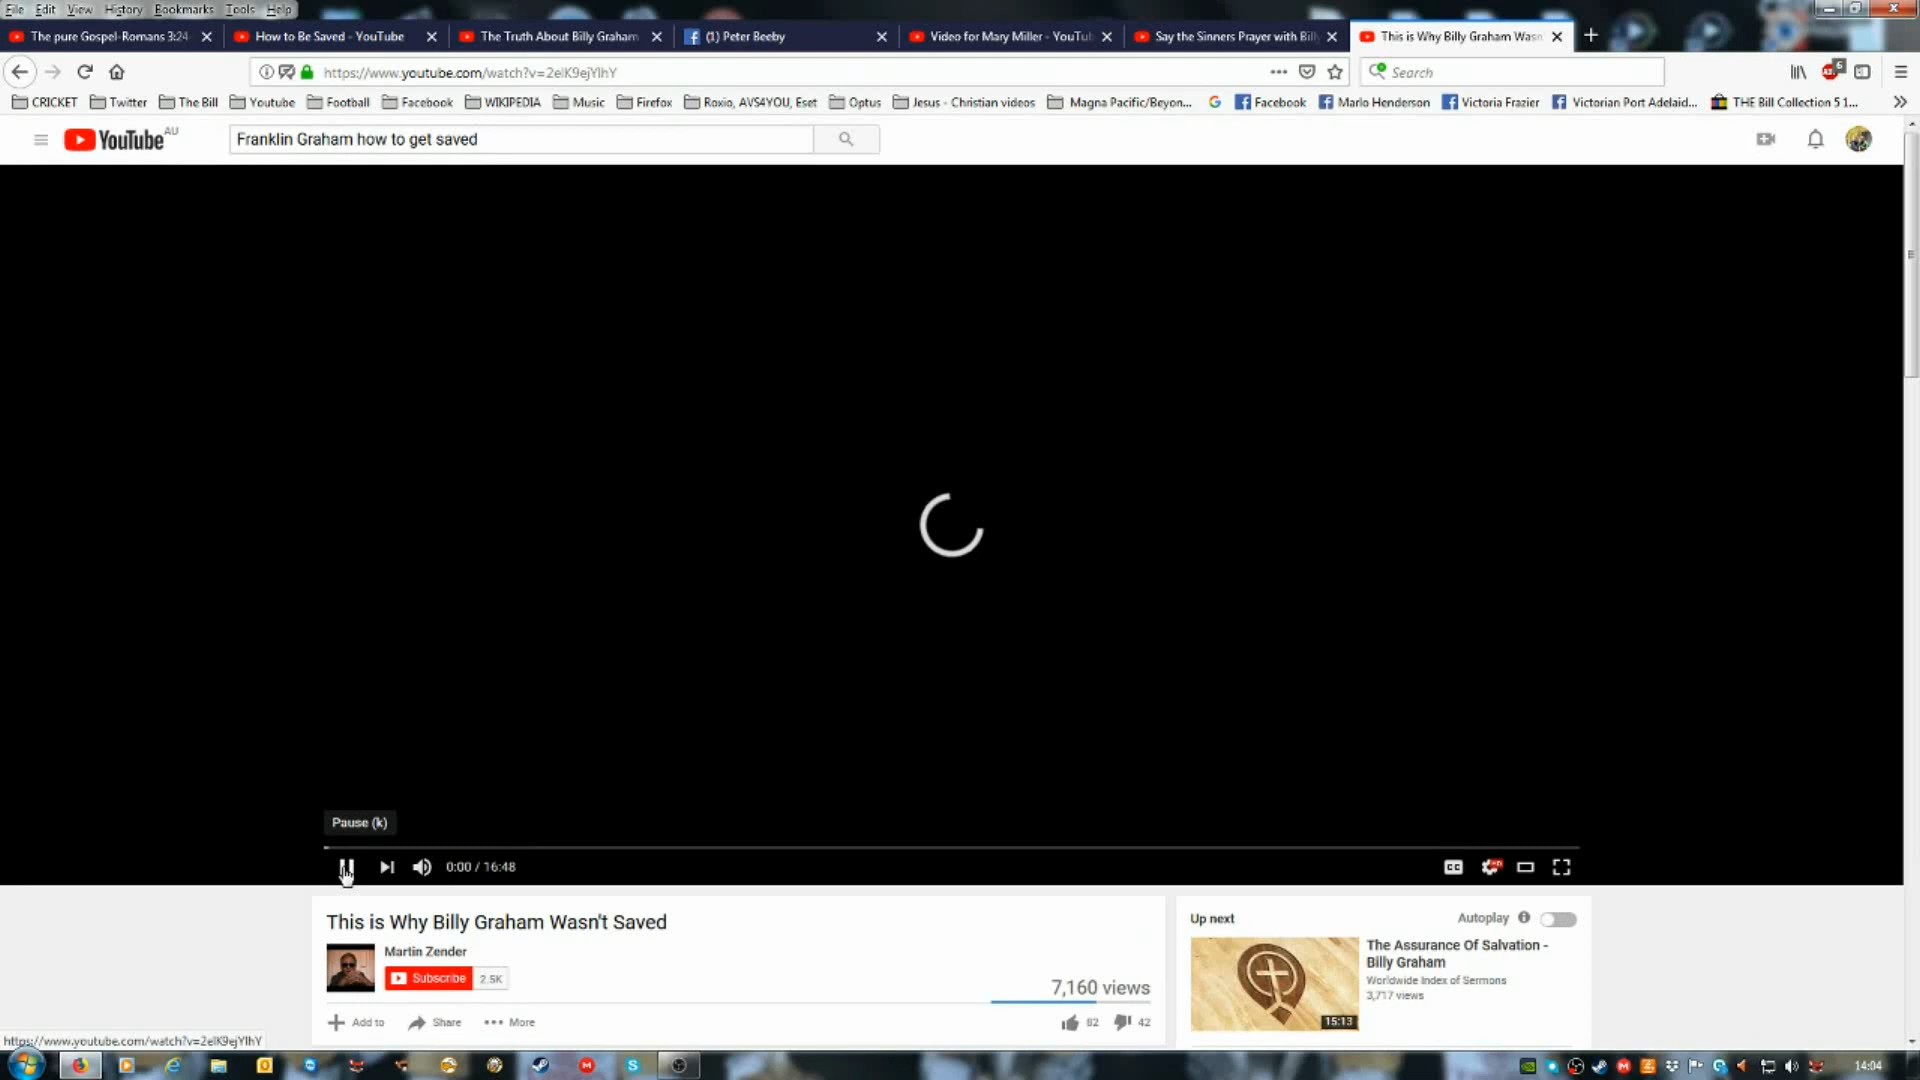 File Edit View History Bookmarks Tools Help
The pure Gospel-Romans 3:24
How to Be Saved - YouTube
The Truth About Billy Graham
(1) Peter Beeby
Video for Mary Miller - YouTub
Say the Sinners Prayer with Bill
This is Why Billy Graham Wasn
https://www.youtube.com/watch?v=2elK9ejYlhY
Search
6
CRICKET Twitter The Bill Youtube Football Facebook WIKIPEDIA Music Firefox Roxio, AVS4YOU, Eset Optus Jesus - Christian videos Magna Pacific/Beyon... Facebook Marlo Henderson Victoria Frazier Victorian Port Adelaid... THE Bill Collection 5 1...
YouTube AU
Franklin Graham how to get saved
Pause (k)
0:00 / 16:48
CC
HD
This is Why Billy Graham Wasn't Saved
Martin Zender
Subscribe 2.5K
7,160 views
Add to Share More
82 42
Up next
Autoplay
The Assurance Of Salvation -
Billy Graham
Worldwide Index of Sermons
3,717 views
15:13
https://www.youtube.com/watch?v=2elK9ejYlhY
14:04